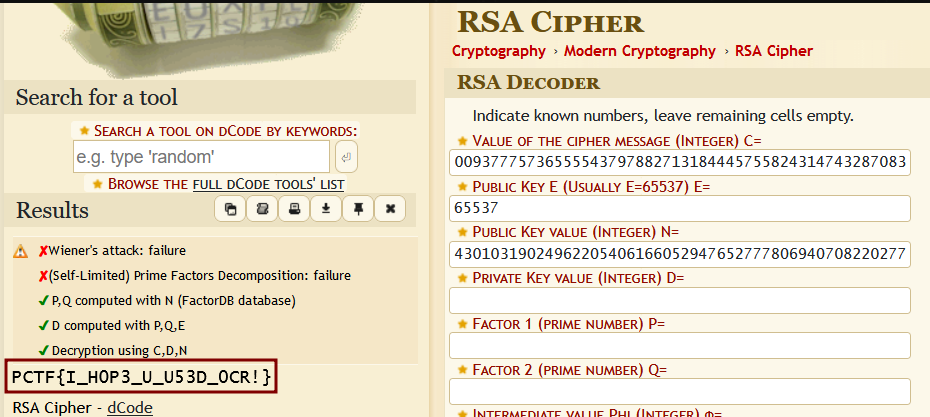 Search for a tool
★ SEARCH A TOOL ON DCODE BY KEYWORDS:
e.g. type 'random'
★ BROWSE THE FULL DCODE TOOLS' LIST
Results
✘Wiener's attack: failure
✘(Self-Limited) Prime Factors Decomposition: failure
✔P,Q computed with N (FactorDB database)
✔D computed with P,Q,E
✔Decryption using C,D,N
PCTF{I_H0P3_U_U53D_OCR!}
RSA Cipher - dCode
RSA CIPHER
Cryptography › Modern Cryptography › RSA Cipher
RSA DECODER
Indicate known numbers, leave remaining cells empty.
★ VALUE OF THE CIPHER MESSAGE (INTEGER) C=
00937775736555543797882713184445755824314743287083
★ PUBLIC KEY E (USUALLY E=65537) E=
65537
★ PUBLIC KEY VALUE (INTEGER) N=
430103190249622054061660529476527777806940708220277
★ PRIVATE KEY VALUE (INTEGER) D=
★ FACTOR 1 (PRIME NUMBER) P=
★ FACTOR 2 (PRIME NUMBER) Q=
★ INTERMEDIATE VALUE PHI (INTEGER) Φ=